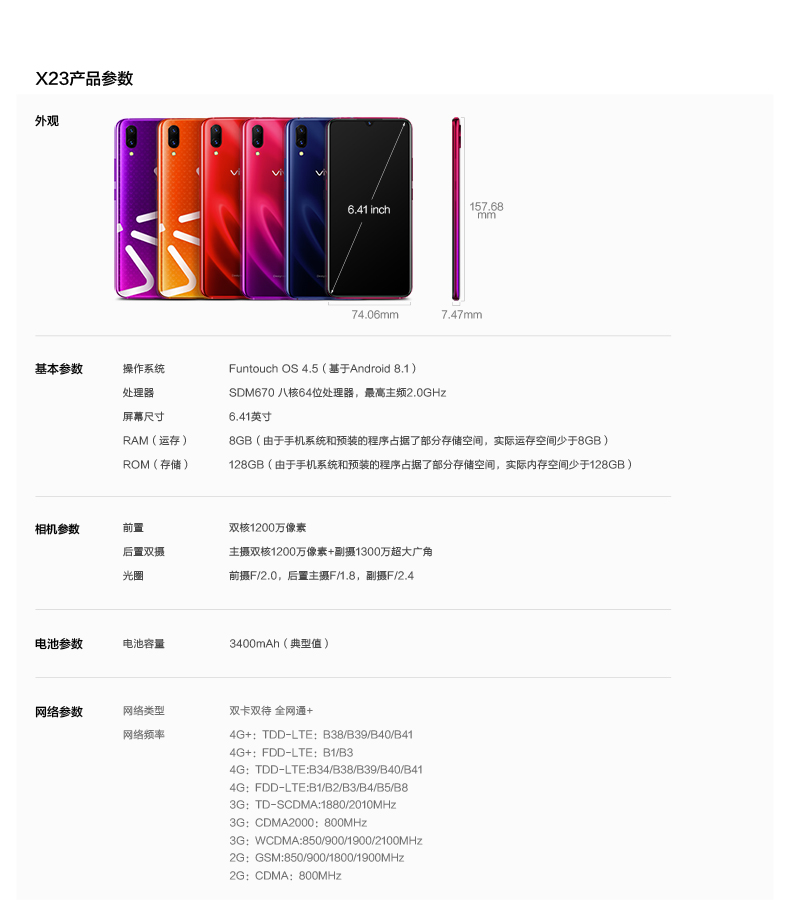 X23产品参数
外观
vi
vi
vi
6.41 inch
157.68
mm
74.06mm
7.47mm
基本参数
操作系统
Funtouch OS 4.5（基于Android 8.1）
处理器
SDM670 八核64位处理器，最高主频2.0GHz
屏幕尺寸
6.41英寸
RAM（运存）
8GB（由于手机系统和预装的程序占据了部分存储空间，实际运存空间少于8GB）
ROM（存储）
128GB（由于手机系统和预装的程序占据了部分存储空间，实际内存空间少于128GB）
相机参数
前置
双核1200万像素
后置双摄
主摄双核1200万像素+副摄1300万超大广角
光圈
前摄F/2.0，后置主摄F/1.8，副摄F/2.4
电池参数
电池容量
3400mAh（典型值）
网络参数
网络类型
双卡双待 全网通+
网络频率
4G+：TDD-LTE：B38/B39/B40/B41
4G+：FDD-LTE：B1/B3
4G：TDD-LTE:B34/B38/B39/B40/B41
4G：FDD-LTE:B1/B2/B3/B4/B5/B8
3G：TD-SCDMA:1880/2010MHz
3G：CDMA2000：800MHz
3G：WCDMA:850/900/1900/2100MHz
2G：GSM:850/900/1800/1900MHz
2G：CDMA：800MHz